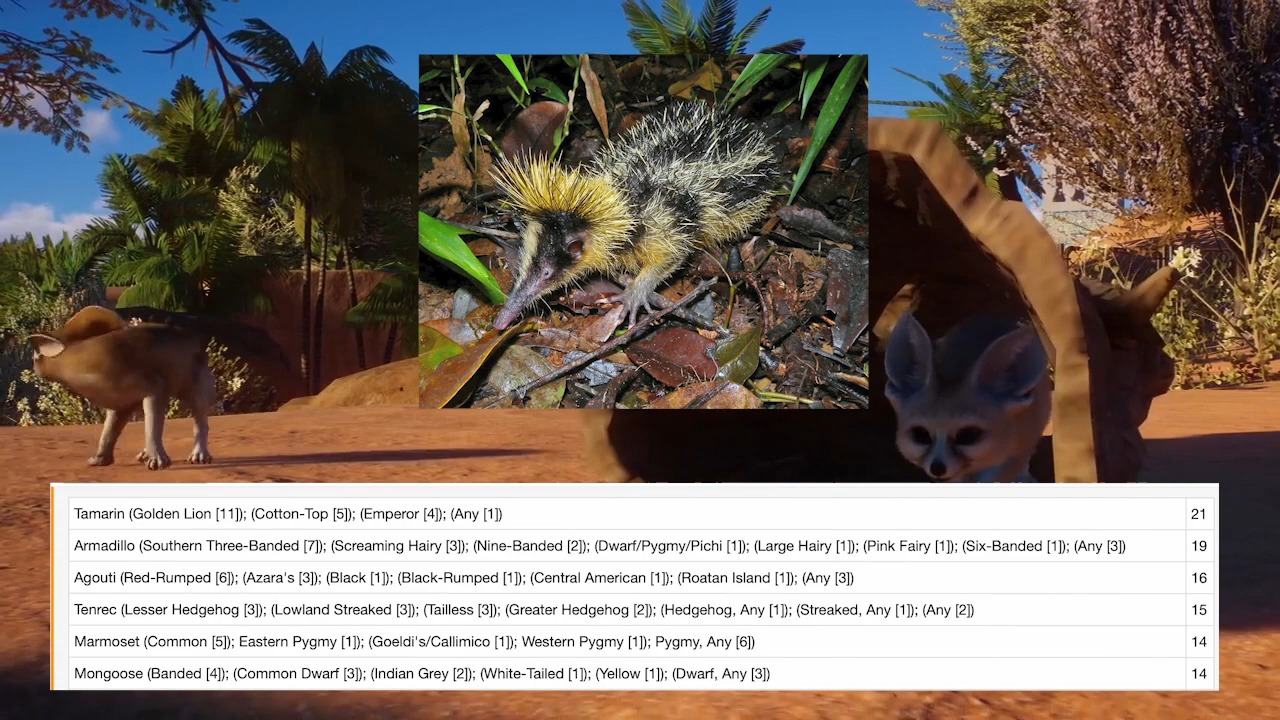 Tamarin (Golden Lion [11]); (Cotton-Top [5]); (Emperor [4]); (Any [1]) 21
Armadillo (Southern Three-Banded [7]); (Screaming Hairy [3]); (Nine-Banded [2]); (Dwarf/Pygmy/Pichi [1]); (Large Hairy [1]); (Pink Fairy [1]); (Six-Banded [1]); (Any [3]) 19
Agouti (Red-Rumped [6]); (Azara's [3]); (Black [1]); (Black-Rumped [1]); (Central American [1]); (Roatan Island [1]); (Any [3]) 16
Tenrec (Lesser Hedgehog [3]); (Lowland Streaked [3]); (Tailless [3]); (Greater Hedgehog [2]); (Hedgehog, Any [1]); (Streaked, Any [1]); (Any [2]) 15
Marmoset (Common [5]); Eastern Pygmy [1]); (Goeldi's/Callimico [1]); Western Pygmy [1]); Pygmy, Any [6]) 14
Mongoose (Banded [4]); (Common Dwarf [3]); (Indian Grey [2]); (White-Tailed [1]); (Yellow [1]); (Dwarf, Any [3]) 14